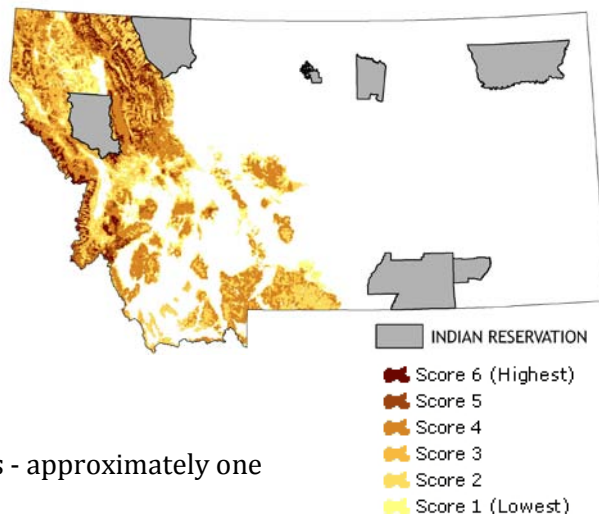 INDIAN RESERVATION
Score 6 (Highest)
Score 5
Score 4
s - approximately one
Score 3
Score 2
Score 1 (Lowest)